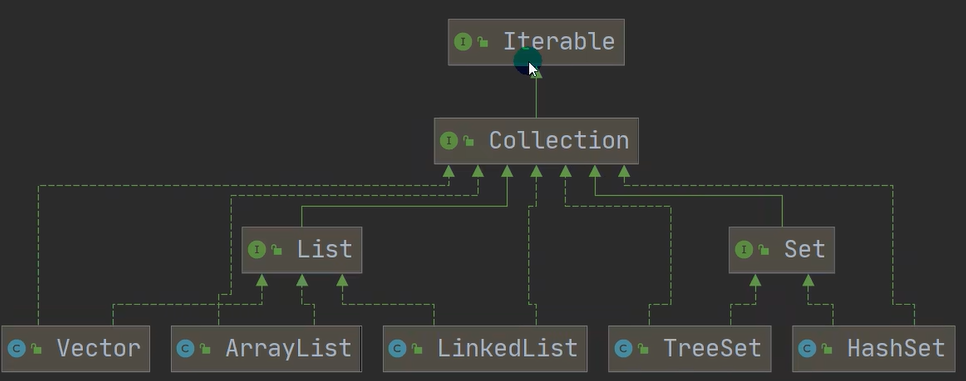 I Iterable
I Collection
I List
I Set
C Vector
C ArrayList
C LinkedList
C TreeSet
C HashSet